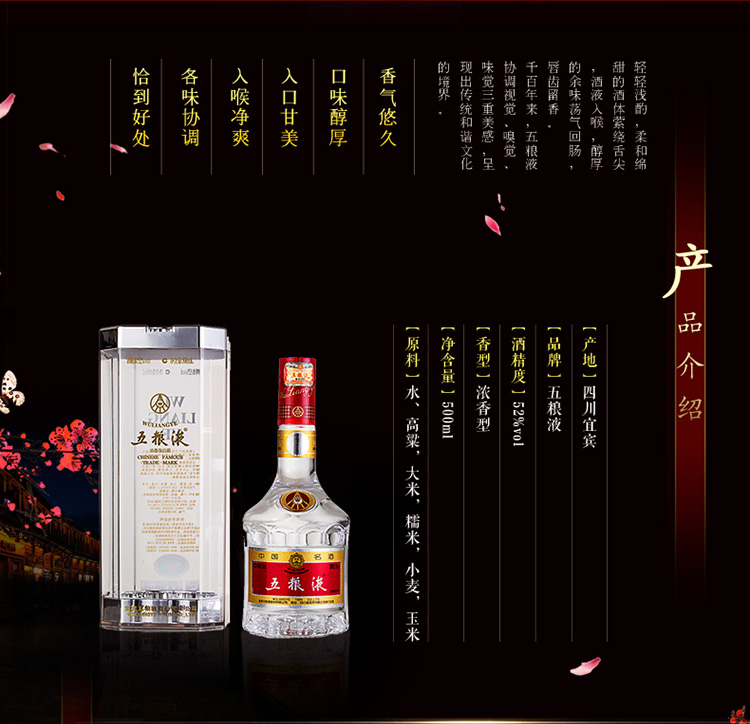 产品介绍
轻轻浅酌，柔和绵
甜的酒体萦绕舌尖
，酒液入喉，醇厚
的余味荡气回肠，
唇齿留香。
千百年来，五粮液
协调视觉、嗅觉、
味觉三重美感，呈
现出传统和谐文化
的境界。
香气悠久
口味醇厚
入口甘美
入喉净爽
各味协调
恰到好处
【产地】四川宜宾
【品牌】五粮液
【酒精度】52%vol
【香型】浓香型
【净含量】500ml
【原料】水、高粱，大米，糯米，小麦，玉米
WULIANGYE
五粮液®
CHINESE FAMOUS
TRADE MARK
W
LIANG
中国名酒
五粮液